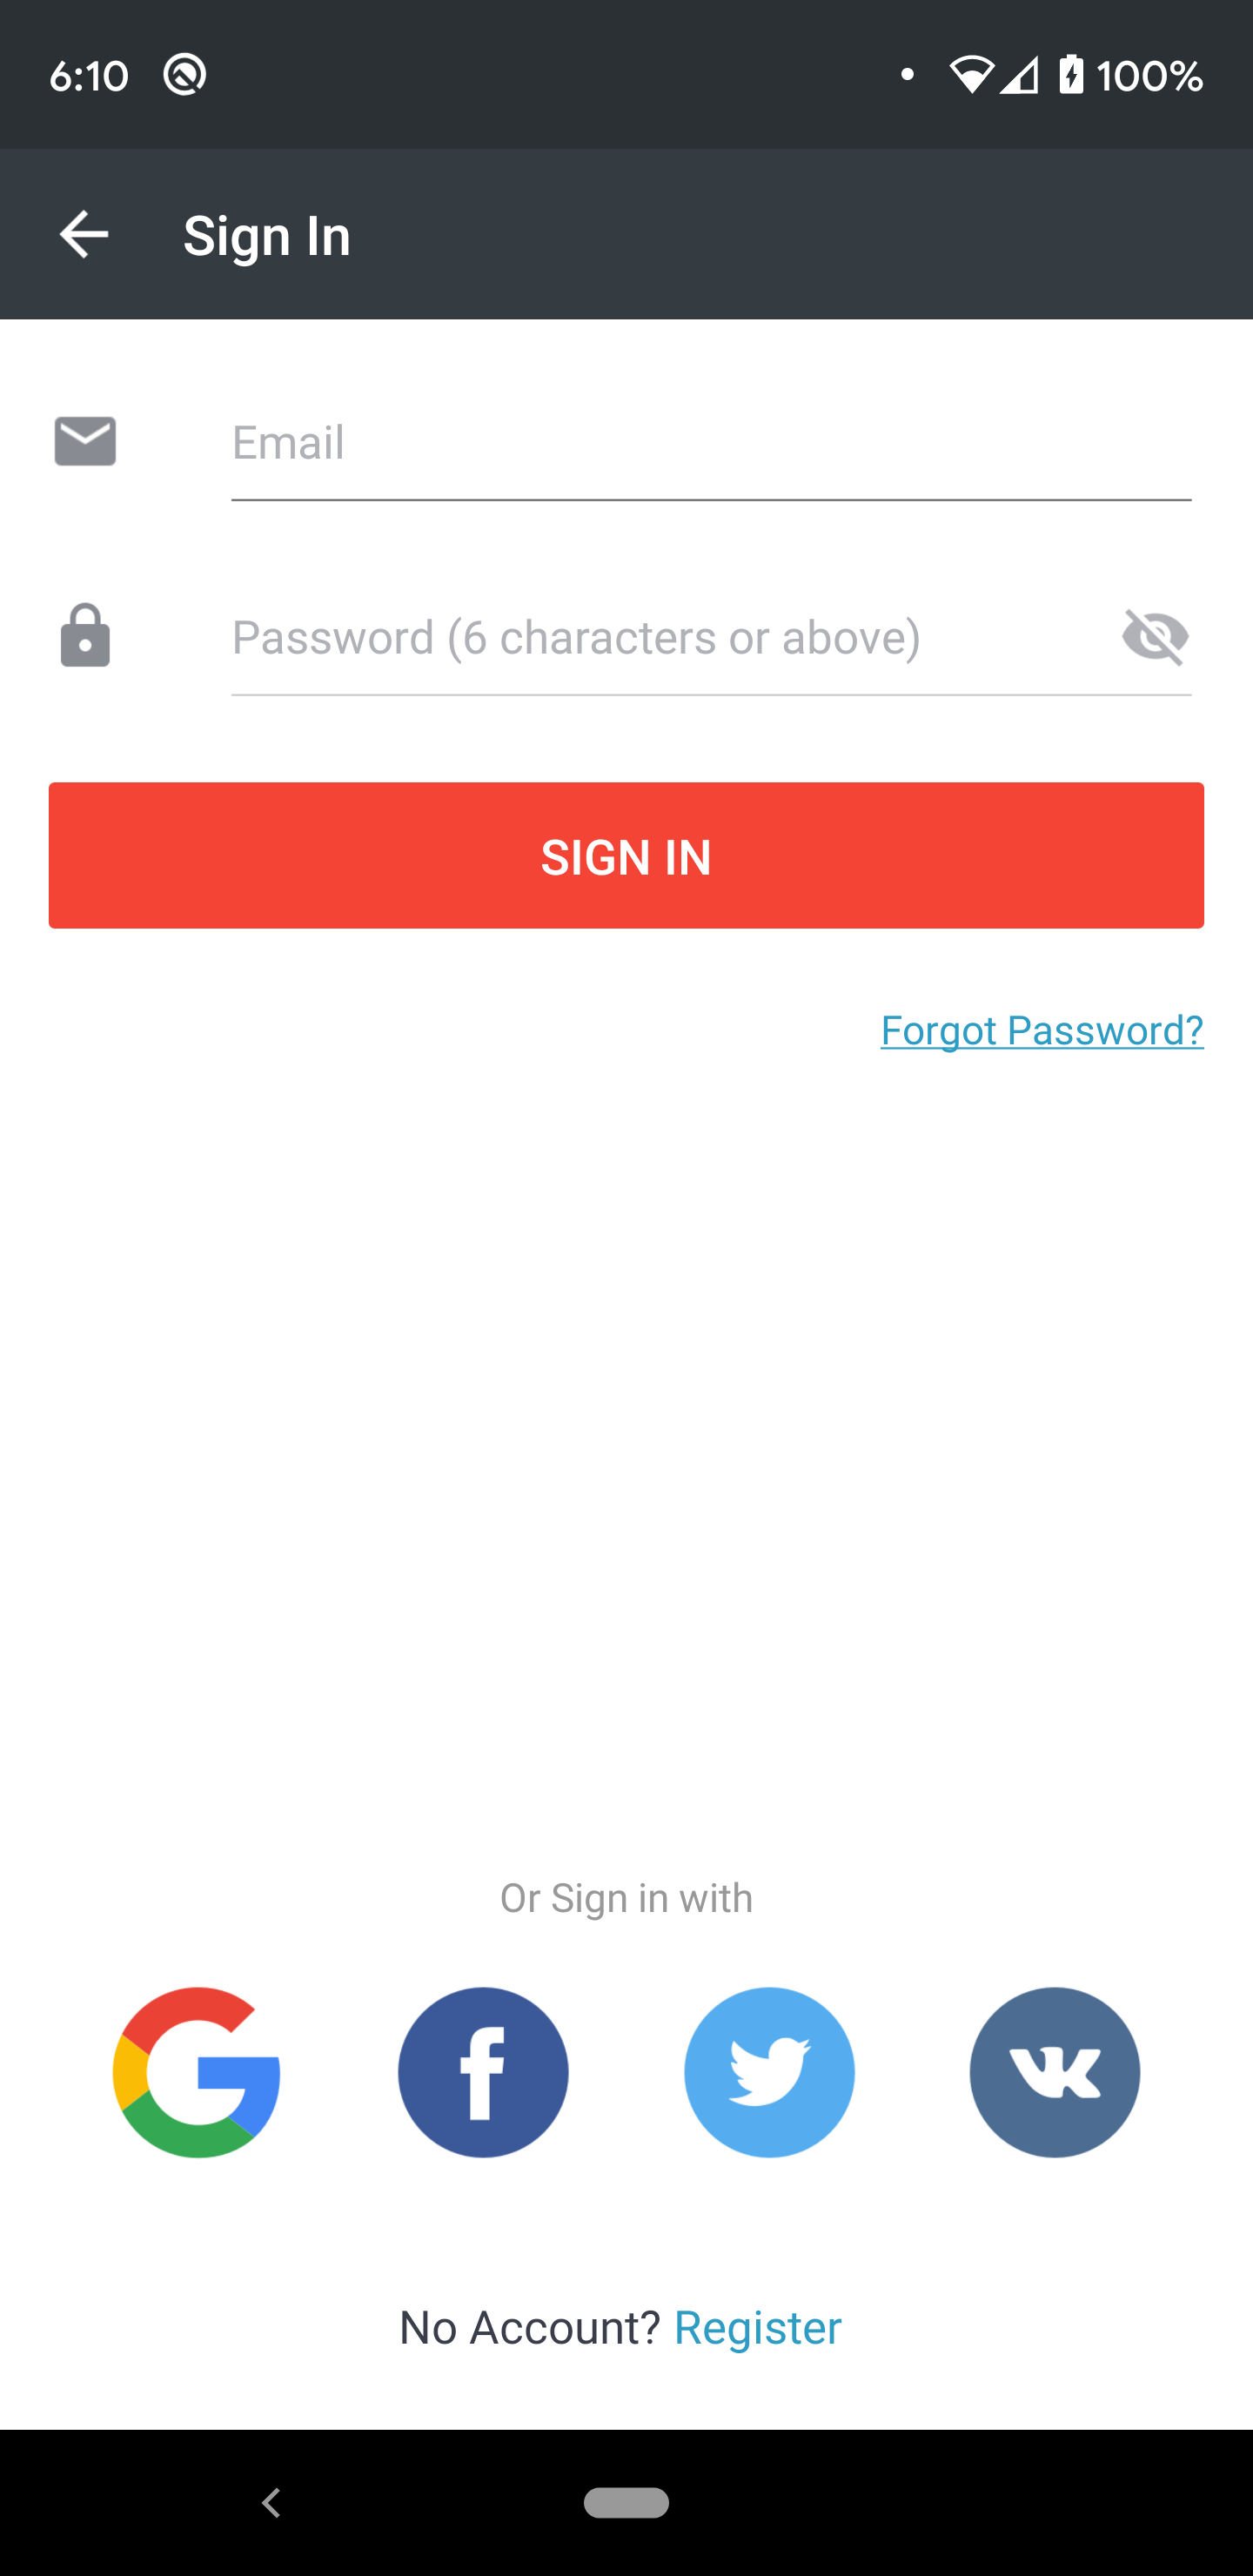 6:10 100%
Sign In
Email
Password (6 characters or above)
SIGN IN
Forgot Password?
Or Sign in with
No Account? Register